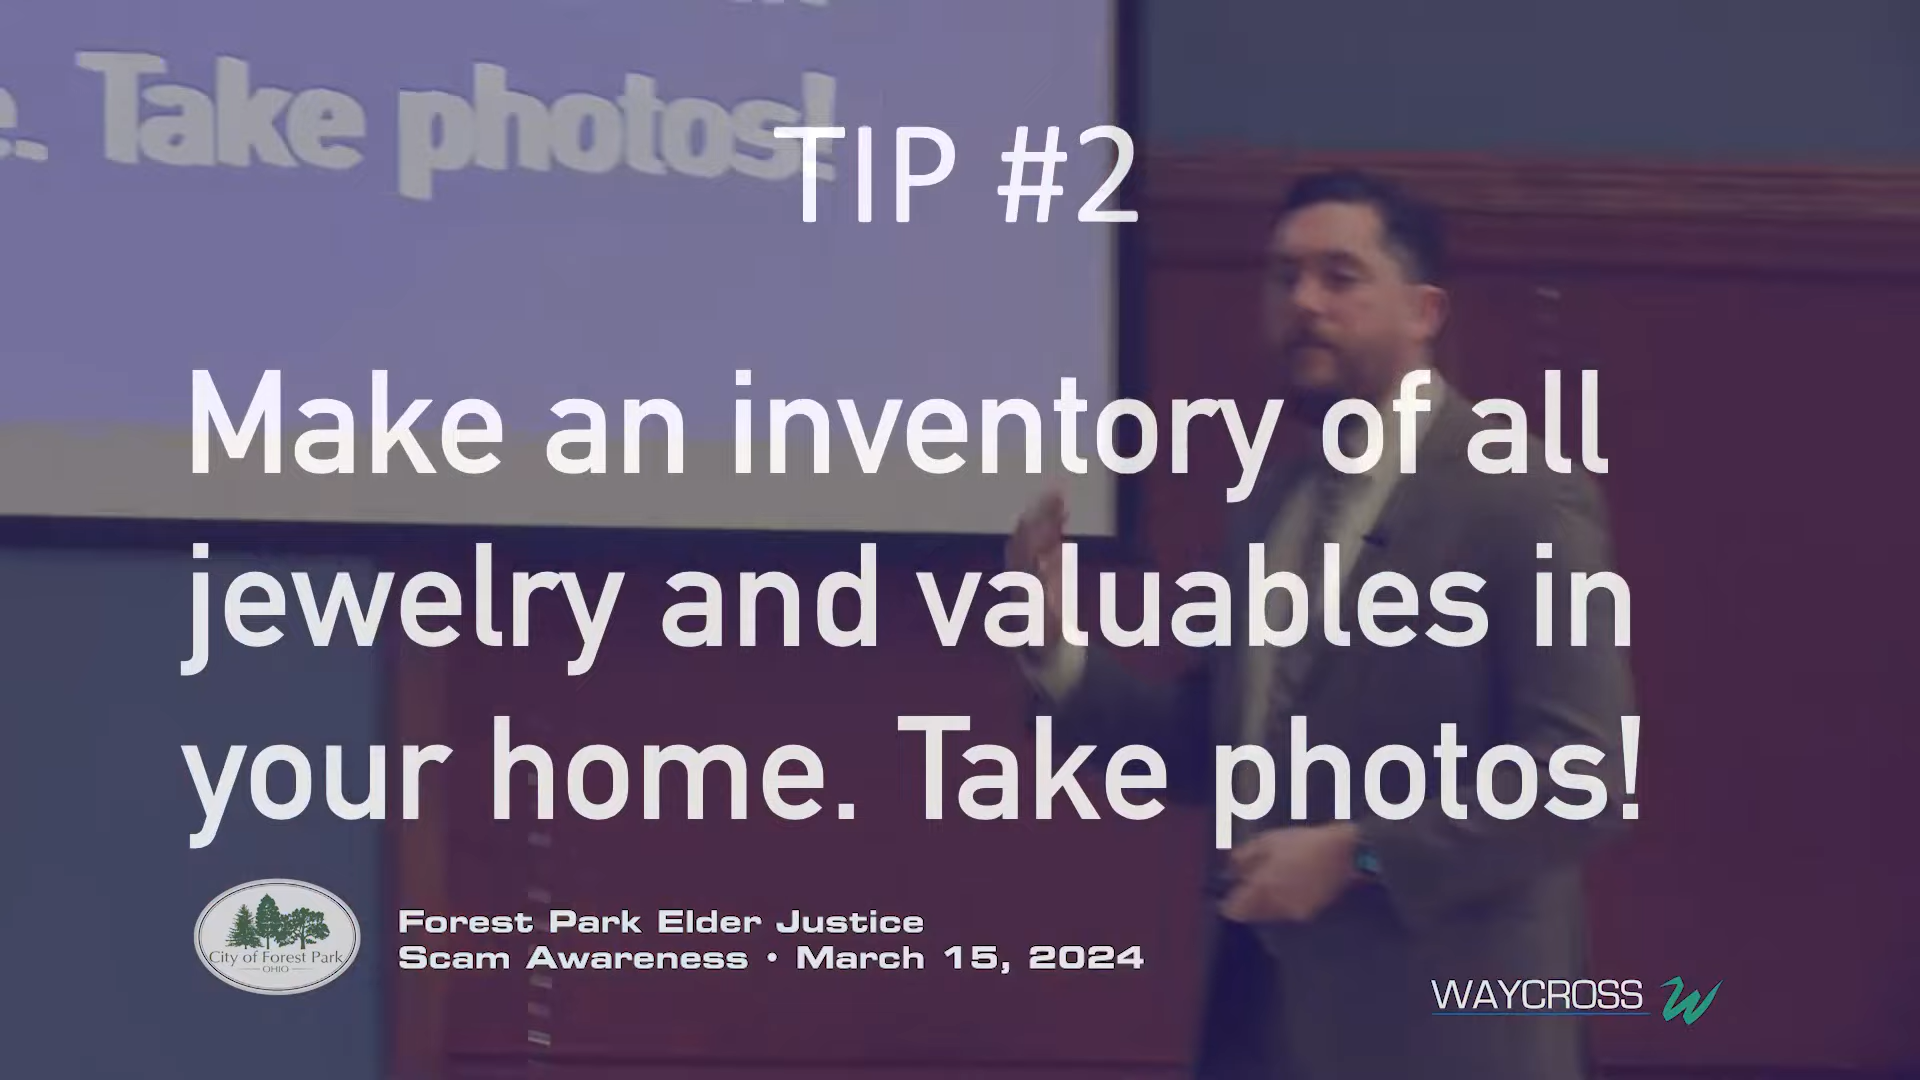 e. Take photos!
TIP #2
Make an inventory of all
jewelry and valuables in
your home. Take photos!
City of Forest Park
OHIO
Forest Park Elder Justice
Scam Awareness • March 15, 2024
WAYCROSS W